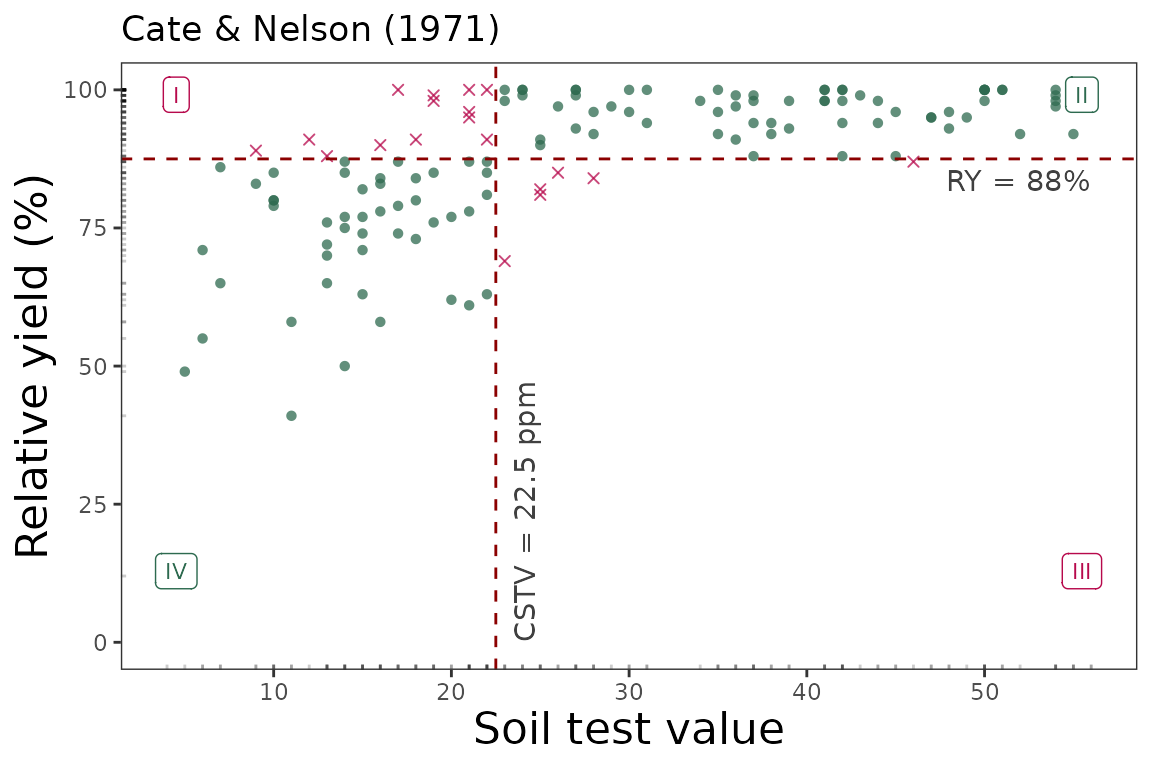 Cate & Nelson (1971)
Relative yield (%)
100
75
50
25
0
I
II
RY = 88%
CSTV = 22.5 ppm
IV
III
10 20 30 40 50
Soil test value